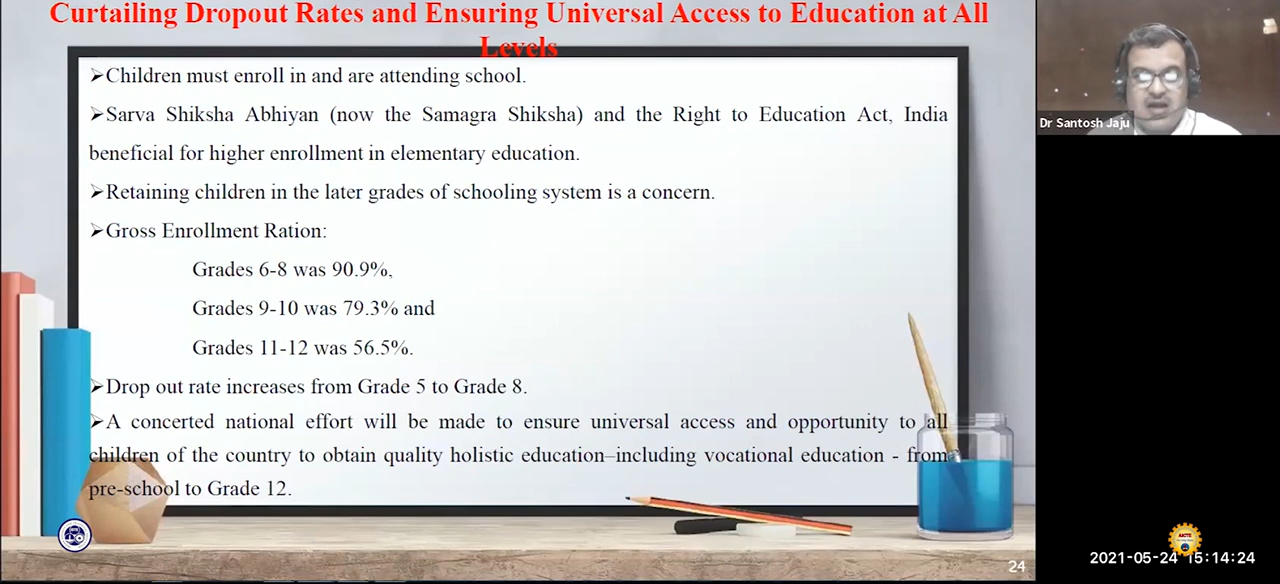 Curtailing Dropout Rates and Ensuring Universal Access to Education at All
Levels
➢Children must enroll in and are attending school.
➢Sarva Shiksha Abhiyan (now the Samagra Shiksha) and the Right to Education Act, India
beneficial for higher enrollment in elementary education.
➢Retaining children in the later grades of schooling system is a concern.
➢Gross Enrollment Ration:
Grades 6-8 was 90.9%,
Grades 9-10 was 79.3% and
Grades 11-12 was 56.5%.
➢Drop out rate increases from Grade 5 to Grade 8.
➢A concerted national effort will be made to ensure universal access and opportunity to all
children of the country to obtain quality holistic education–including vocational education - from
pre-school to Grade 12.
24
Dr Santosh Jaju
AICTE
2021-05-24 15:14:24